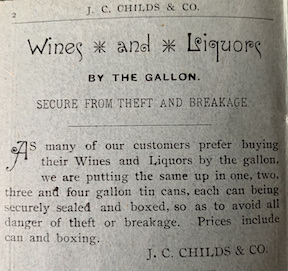 2
J. C. CHILDS & CO.
Wines * and * Liquors
BY THE GALLON.
SECURE FROM THEFT AND BREAKAGE
AS many of our customers prefer buying
their Wines and Liquors by the gallon,
we are putting the same up in one, two,
three and four gallon tin cans, each can being
securely sealed and boxed, so as to avoid all
danger of theft or breakage. Prices include
can and boxing.
J. C. CHILDS & CO.